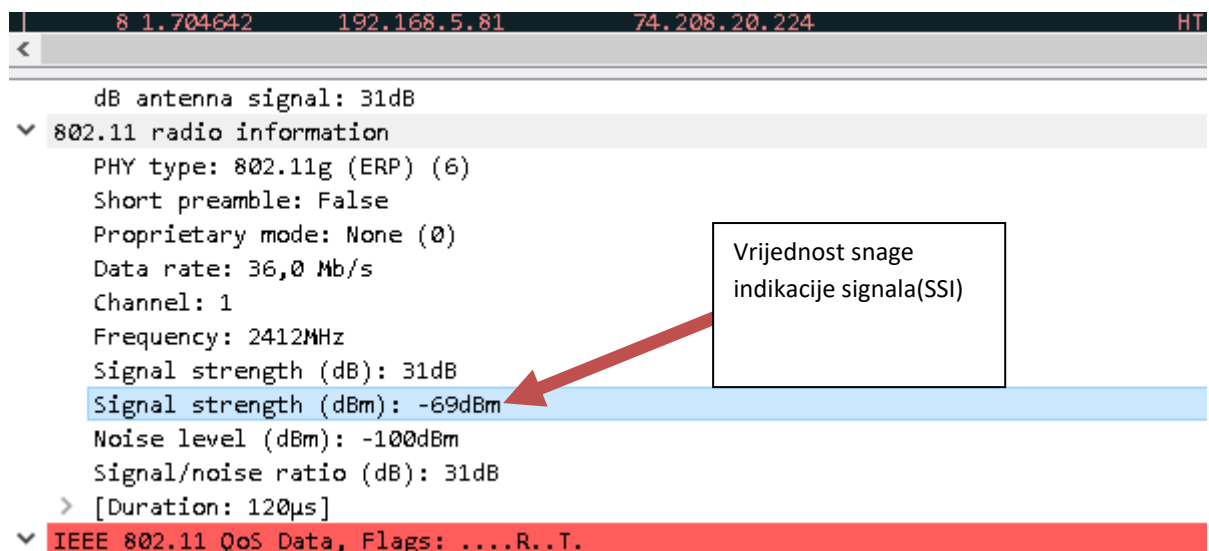 8 1.704642 192.168.5.81 74.208.20.224 HT
dB antenna signal: 31dB
802.11 radio information
PHY type: 802.11g (ERP) (6)
Short preamble: False
Proprietary mode: None (0)
Data rate: 36,0 Mb/s
Channel: 1
Frequency: 2412MHz
Signal strength (dB): 31dB
Signal strength (dBm): -69dBm
Noise level (dBm): -100dBm
Signal/noise ratio (dB): 31dB
[Duration: 120µs]
IEEE 802.11 QoS Data, Flags: ....R..T.
Vrijednost snage
indikacije signala(SSI)